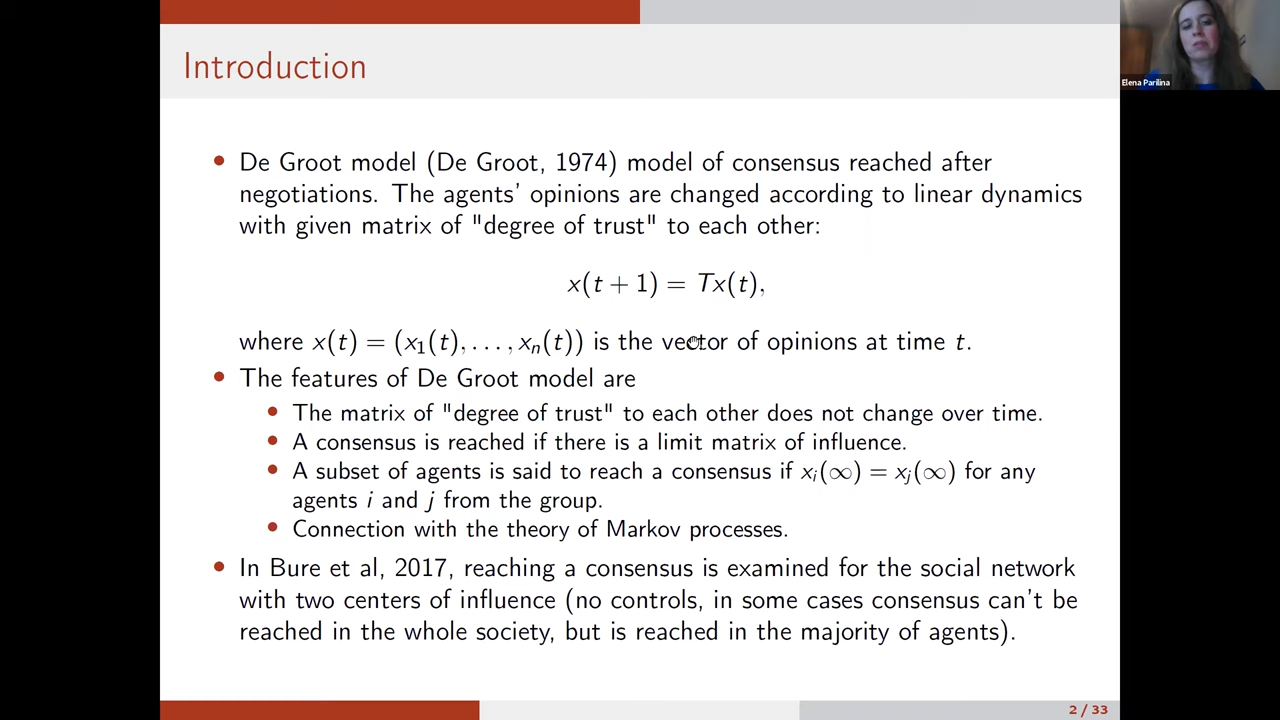 Introduction
Elena Parilina
• De Groot model (De Groot, 1974) model of consensus reached after
negotiations. The agents' opinions are changed according to linear dynamics
with given matrix of "degree of trust" to each other:
x(t + 1) = Tx(t),
where x(t) = (x₁(t), . . . , xₙ(t)) is the vector of opinions at time t.
• The features of De Groot model are
• The matrix of "degree of trust" to each other does not change over time.
• A consensus is reached if there is a limit matrix of influence.
• A subset of agents is said to reach a consensus if xᵢ(∞) = xⱼ(∞) for any
agents i and j from the group.
• Connection with the theory of Markov processes.
• In Bure et al, 2017, reaching a consensus is examined for the social network
with two centers of influence (no controls, in some cases consensus can't be
reached in the whole society, but is reached in the majority of agents).
2 / 33